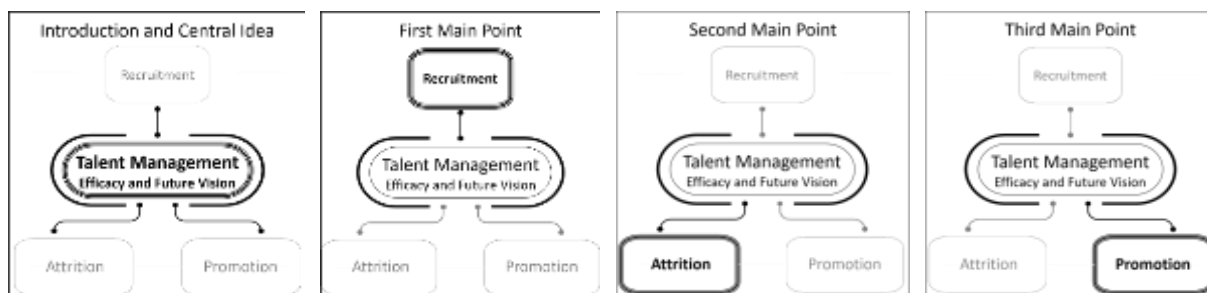 Introduction and Central Idea
Recruitment
Talent Management
Efficacy and Future Vision
Attrition
Promotion
First Main Point
Recruitment
Talent Management
Efficacy and Future Vision
Attrition
Promotion
Second Main Point
Recruitment
Talent Management
Efficacy and Future Vision
Attrition
Promotion
Third Main Point
Recruitment
Talent Management
Efficacy and Future Vision
Attrition
Promotion